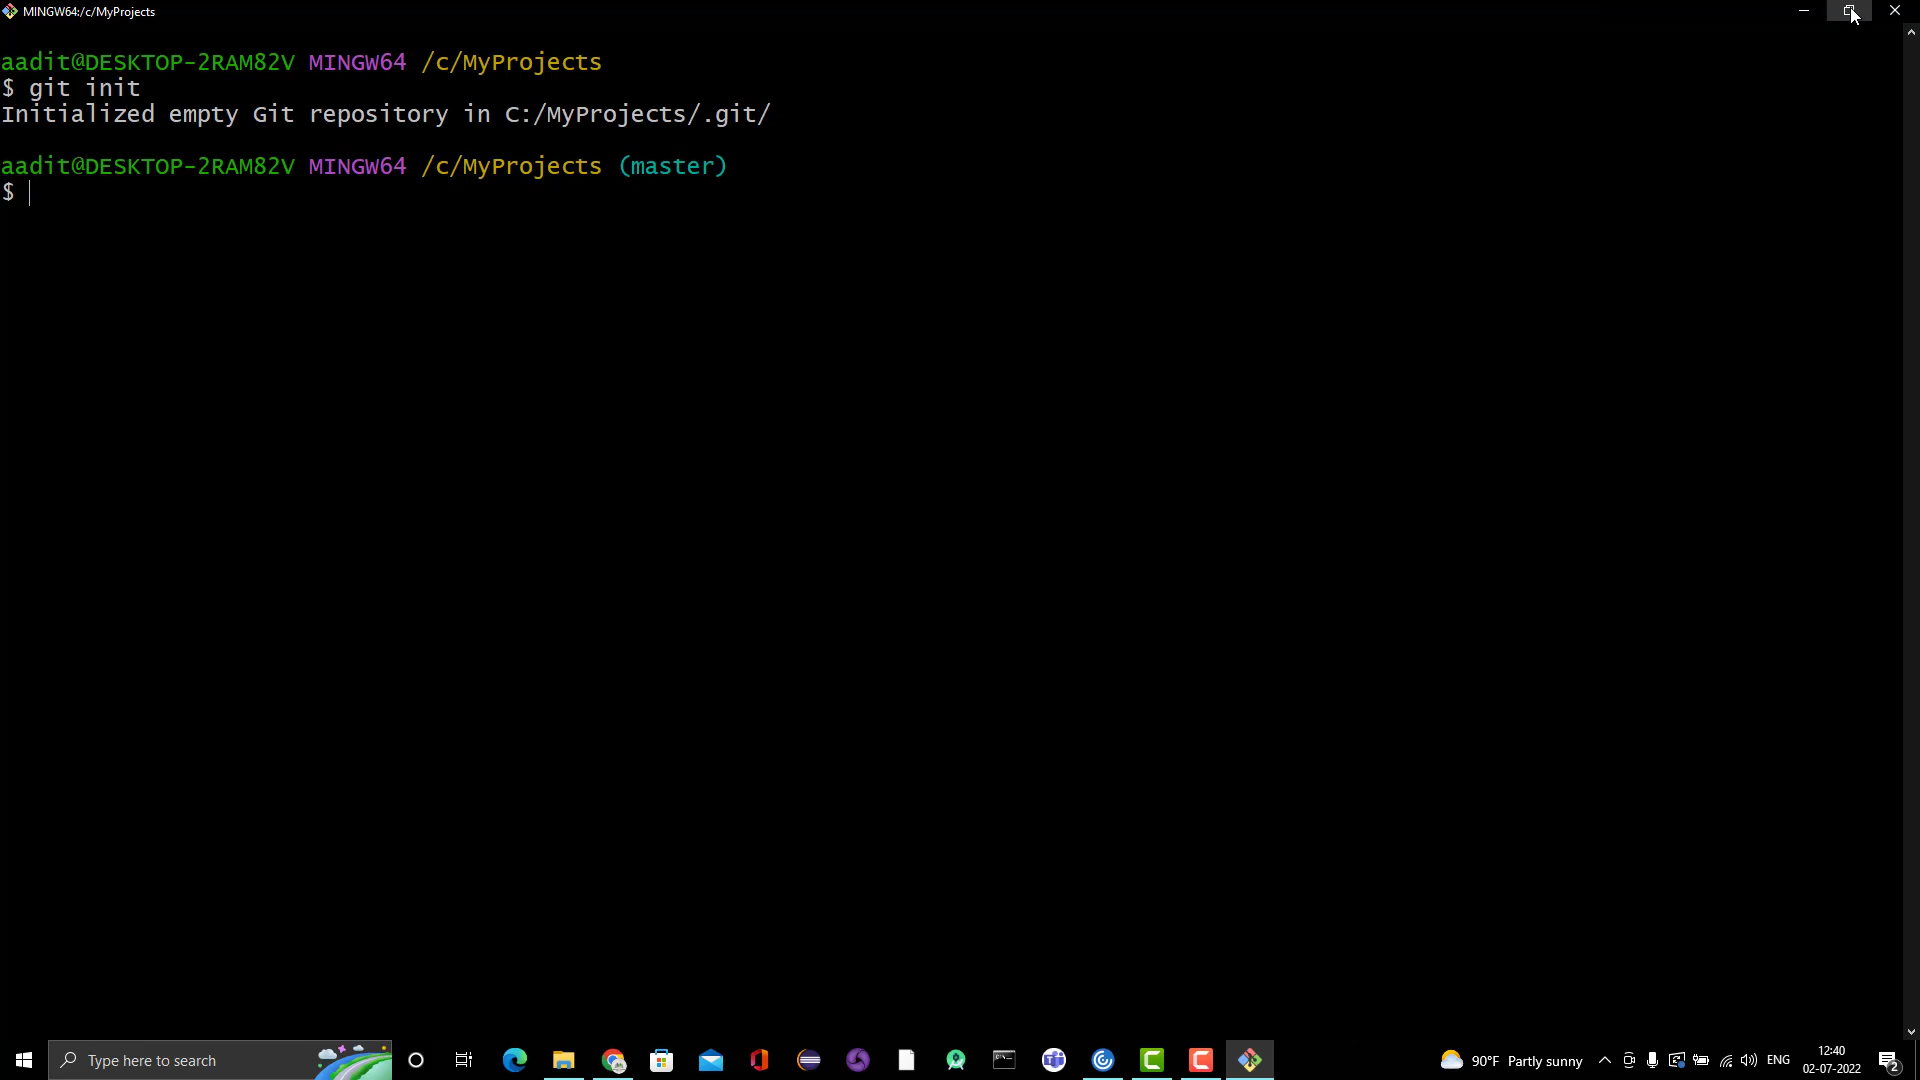 MINGW64:/c/MyProjects
aadit@DESKTOP-2RAM82V MINGW64 /c/MyProjects
$ git init
Initialized empty Git repository in C:/MyProjects/.git/
aadit@DESKTOP-2RAM82V MINGW64 /c/MyProjects (master)
$
Type here to search
90°F Partly sunny
ENG
12:40
02-07-2022
2